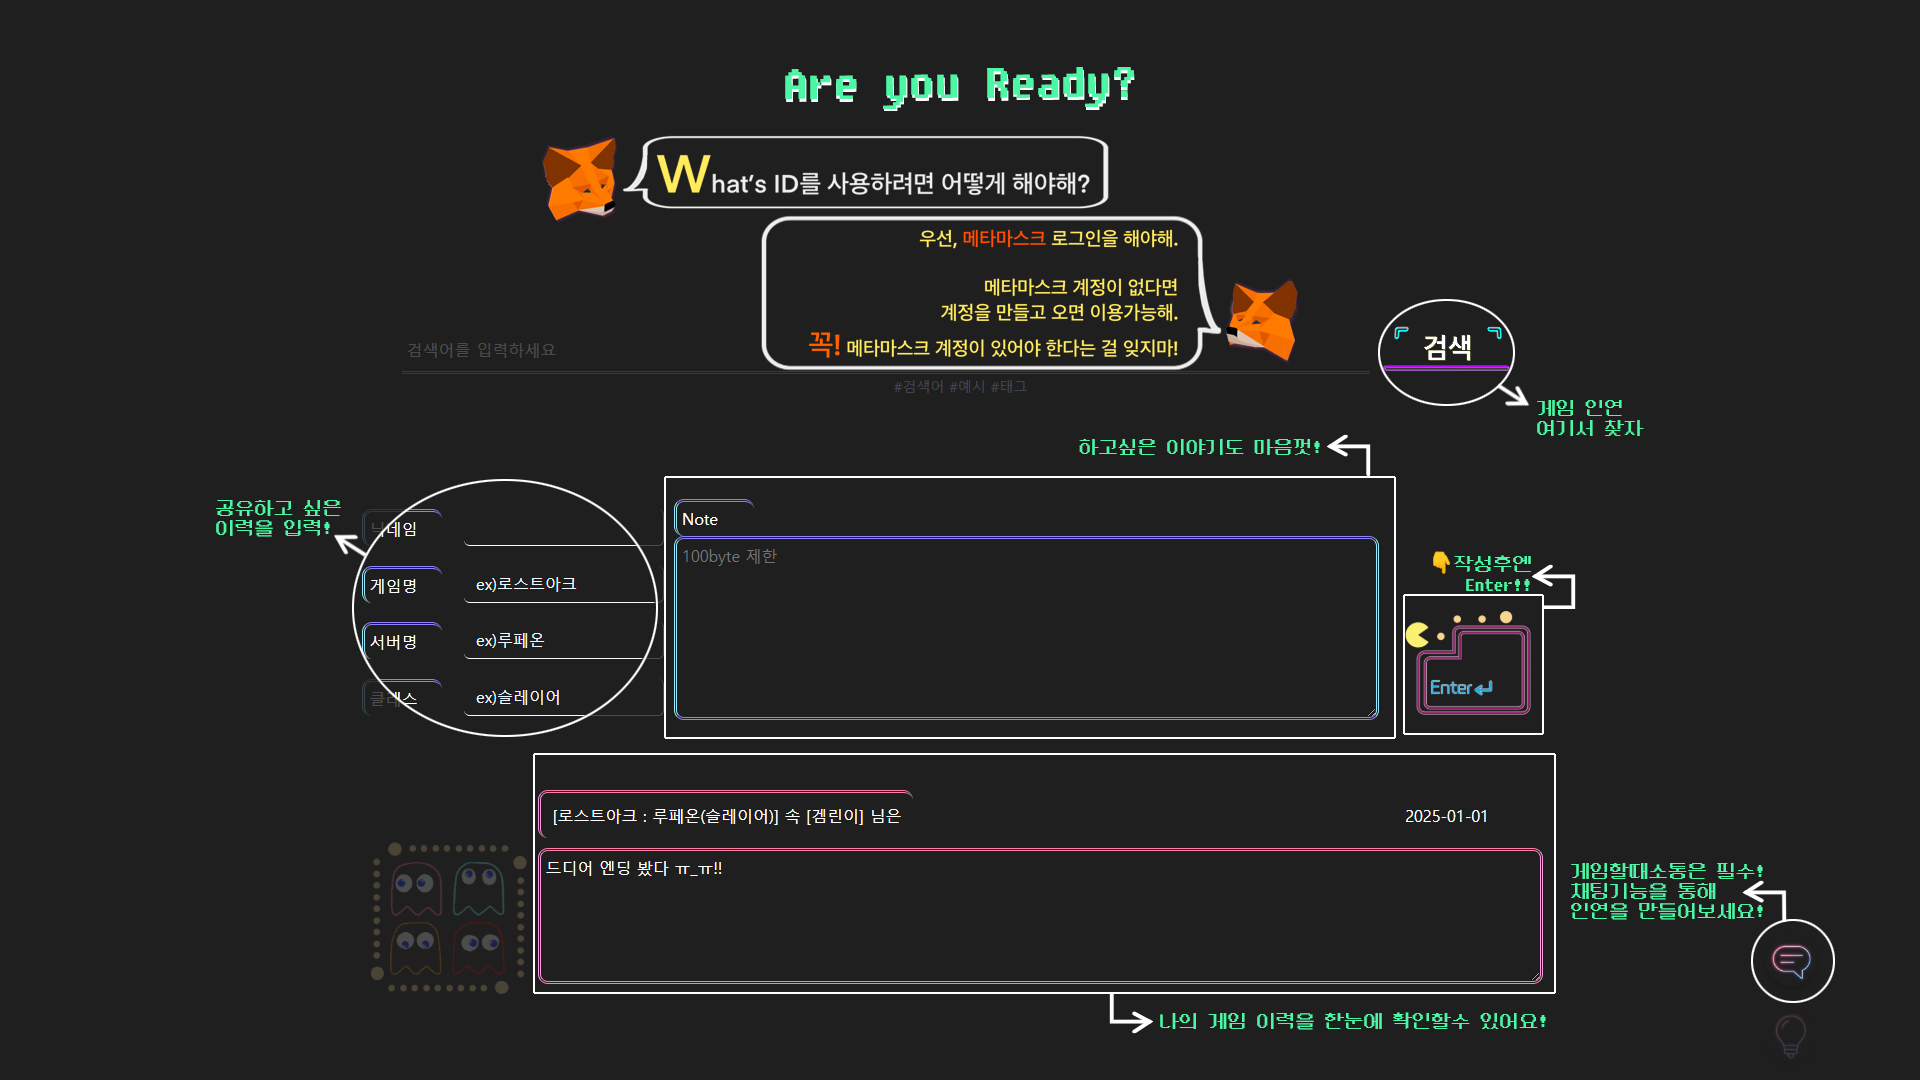 Are you Ready?
What's ID를 사용하려면 어떻게 해야해?
우선, 메타마스크 로그인을 해야해.
메타마스크 계정이 없다면
계정을 만들고 오면 이용가능해.
꼭! 메타마스크 계정이 있어야 한다는 걸 잊지마!
검색어를 입력하세요
검색
#검색어 #예시 #태그
게임 인연
여기서 찾자
하고싶은 이야기도 마음껏!
공유하고 싶은
이력을 입력!
닉네임
게임명
ex)로스트아크
서버명
ex)루페온
클래스
ex)슬레이어
Note
100byte 제한
👇작성후엔
Enter!!
Enter↵
[로스트아크 : 루페온(슬레이어)] 속 [겜린이] 님은
2025-01-01
드디어 엔딩 봤다 ㅠ_ㅠ!!
게임할때소통은 필수!
채팅기능을 통해
인연을 만들어보세요!
나의 게임 이력을 한눈에 확인할수 있어요!